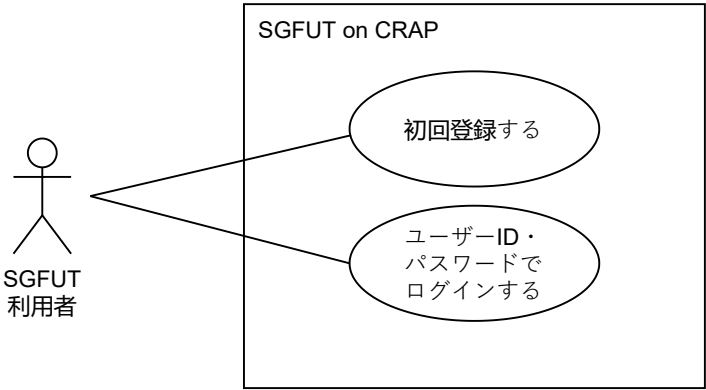 SGFUT on CRAP
初回登録する
ユーザーID・
パスワードで
ログインする
SGFUT
利用者